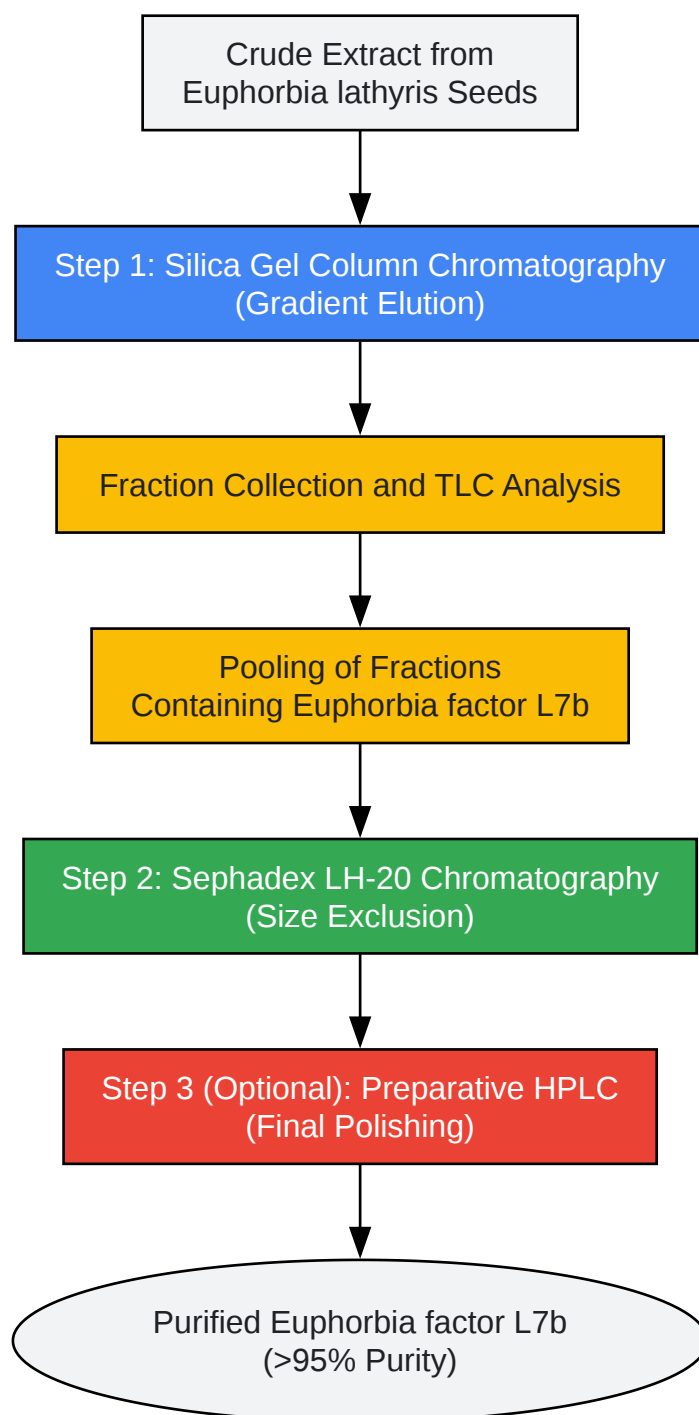 Crude Extract from
Euphorbia lathyris Seeds
Step 1: Silica Gel Column Chromatography
(Gradient Elution)
Fraction Collection and TLC Analysis
Pooling of Fractions
Containing Euphorbia factor L7b
Step 2: Sephadex LH-20 Chromatography
(Size Exclusion)
Step 3 (Optional): Preparative HPLC
(Final Polishing)
Purified Euphorbia factor L7b
(>95% Purity)